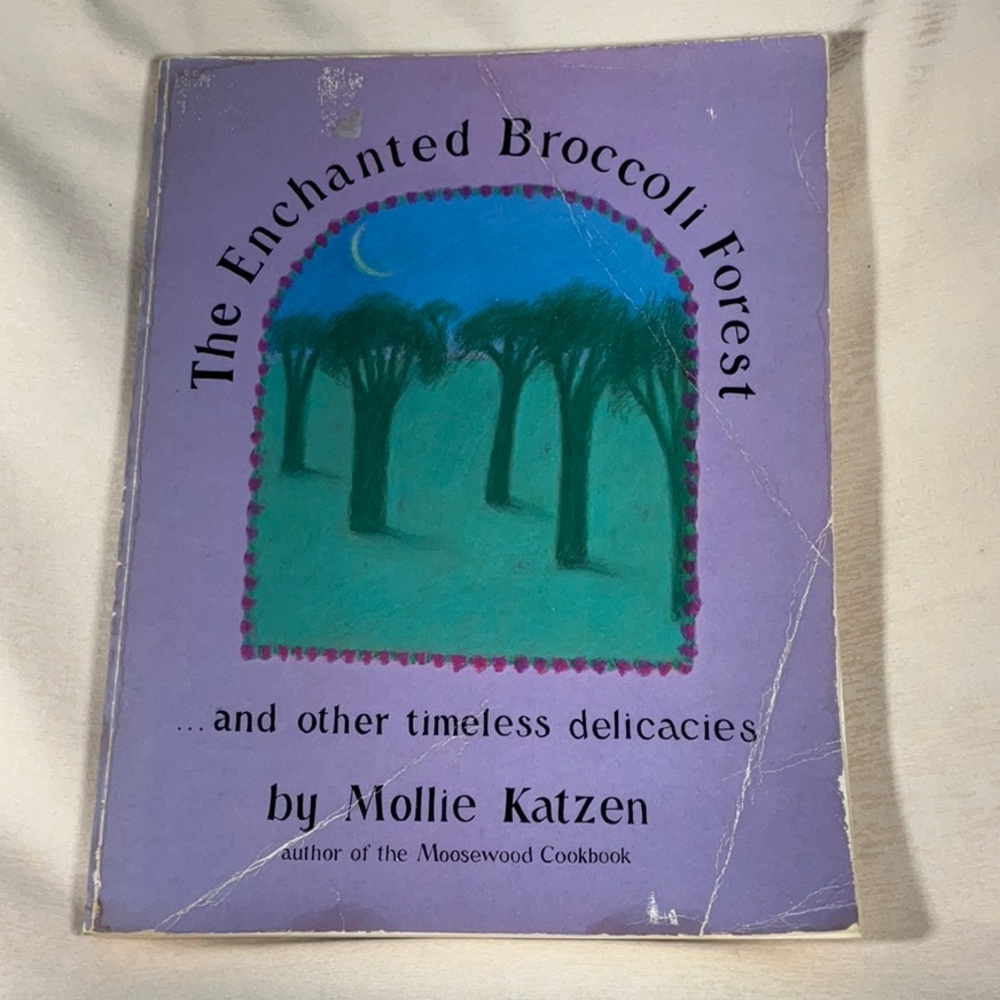 The Enchanted Broccoli Forest
...and other timeless delicacies
by Mollie Katzen
author of the Moosewood Cookbook